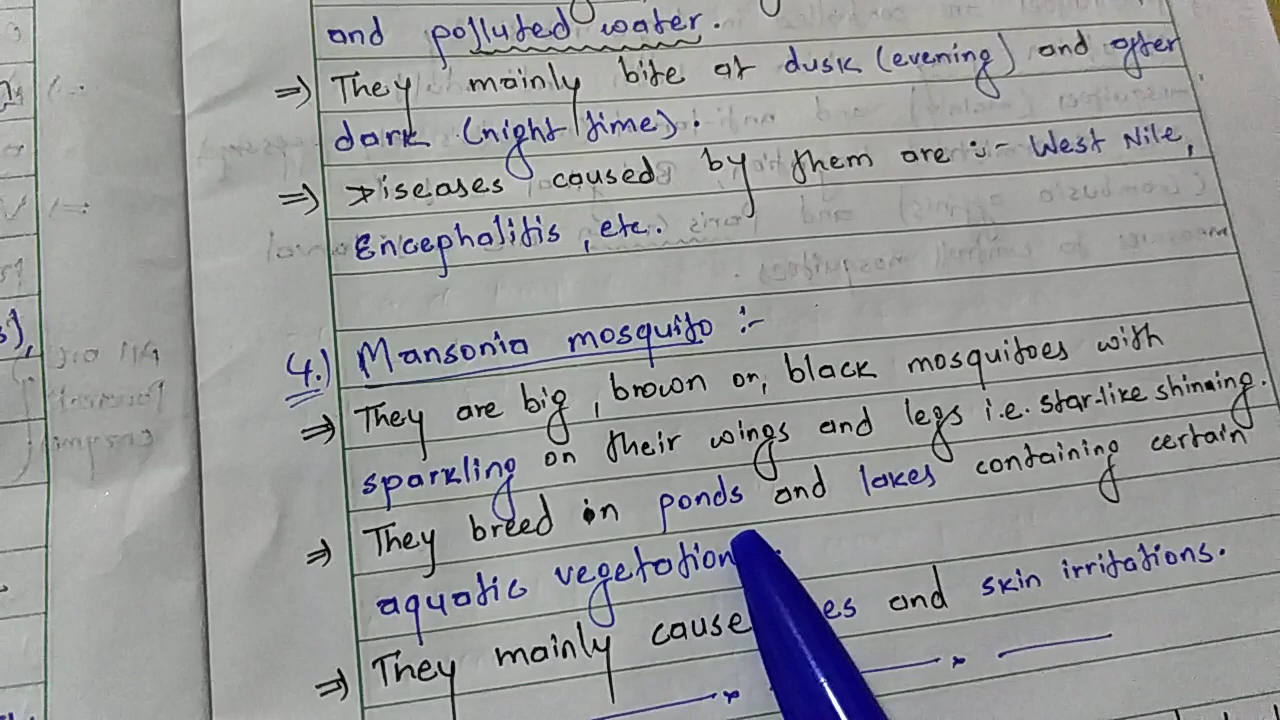 and polluted water.
⇒ They mainly bite at dusk (evening) and after
dark (night time).
⇒ Diseases caused by them are :- West Nile,
Encephalitis, etc.
4.) Mansonia mosquito :-
⇒ They are big, brown or, black mosquitoes with
sparkling on their wings and legs i.e. star-like shinning.
⇒ They breed in ponds and lakes containing certain
aquatic vegetation.
⇒ They mainly cause and skin irritations.